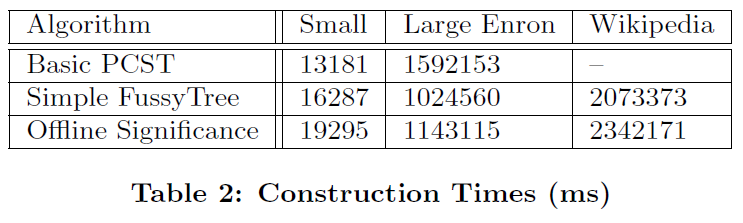 Algorithm Small Large Enron Wikipedia
Basic PCST 13181 1592153 –
Simple FussyTree 16287 1024560 2073373
Offline Significance 19295 1143115 2342171
Table 2: Construction Times (ms)